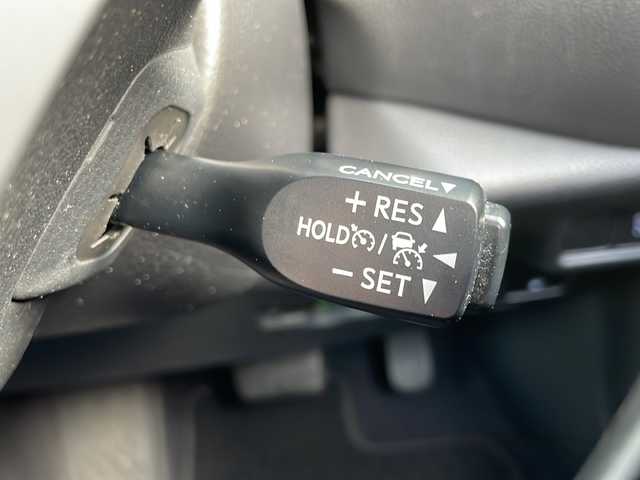 CANCEL
+ RES
HOLD /
− SET